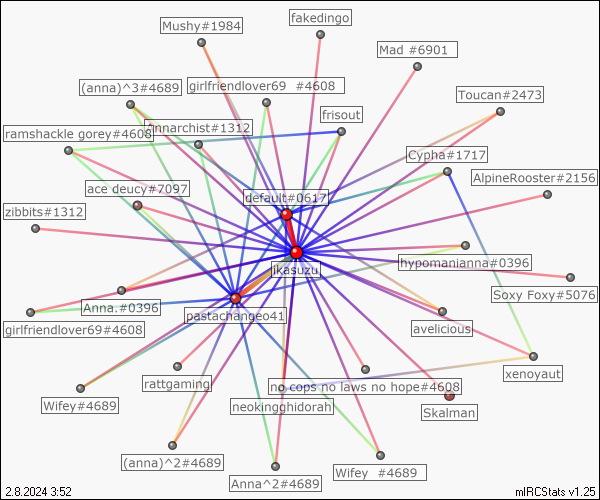 Mushy#1984
fakedingo
Mad #6901
(anna)^3#4689
girlfriendlover69 #4608
Toucan#2473
frisout
ramshackle gorey#4608
Annarchist#1312
Cypha#1717
AlpineRooster#2156
ace deucy#7097
default#0617
zibbits#1312
jikasuzu
hypomanianna#0396
Soxy Foxy#5076
Anna.#0396
pastachangeo41
girlfriendlover69#4608
avelicious
xenoyaut
rattgaming
no cops no laws no hope#4608
Wifey#4689
neokingghidorah
Skalman
(anna)^2#4689
Anna^2#4689
Wifey #4689
2.8.2024 3:52
mIRCStats v1.25